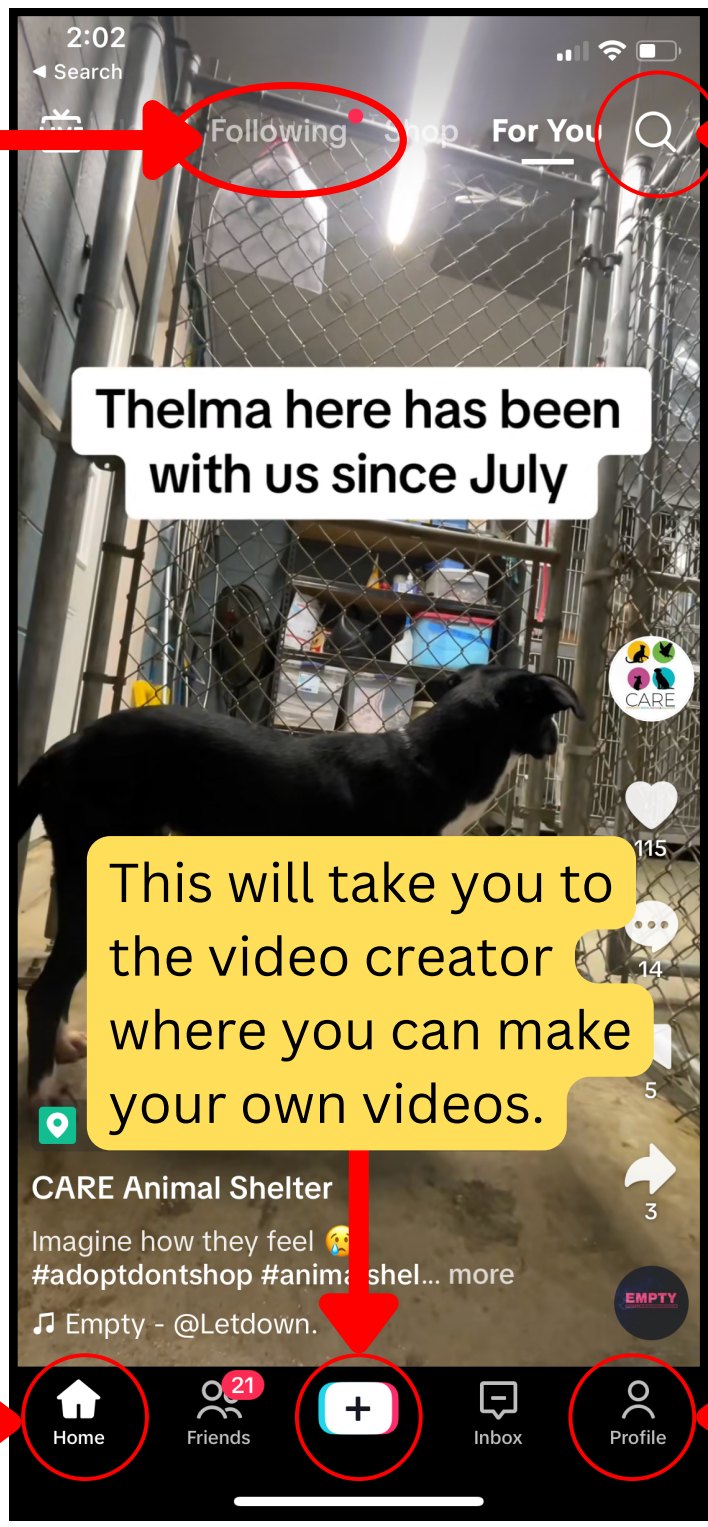 2:02
◀ Search
LIVE Following Shop For You
Thelma here has been
with us since July
CARE
115
This will take you to
the video creator
where you can make
your own videos.
14
5
CARE Animal Shelter
3
Imagine how they feel 😢
#adoptdontshop #animalshel... more
EMPTY
Empty - @Letdown.
21
Home Friends Inbox Profile